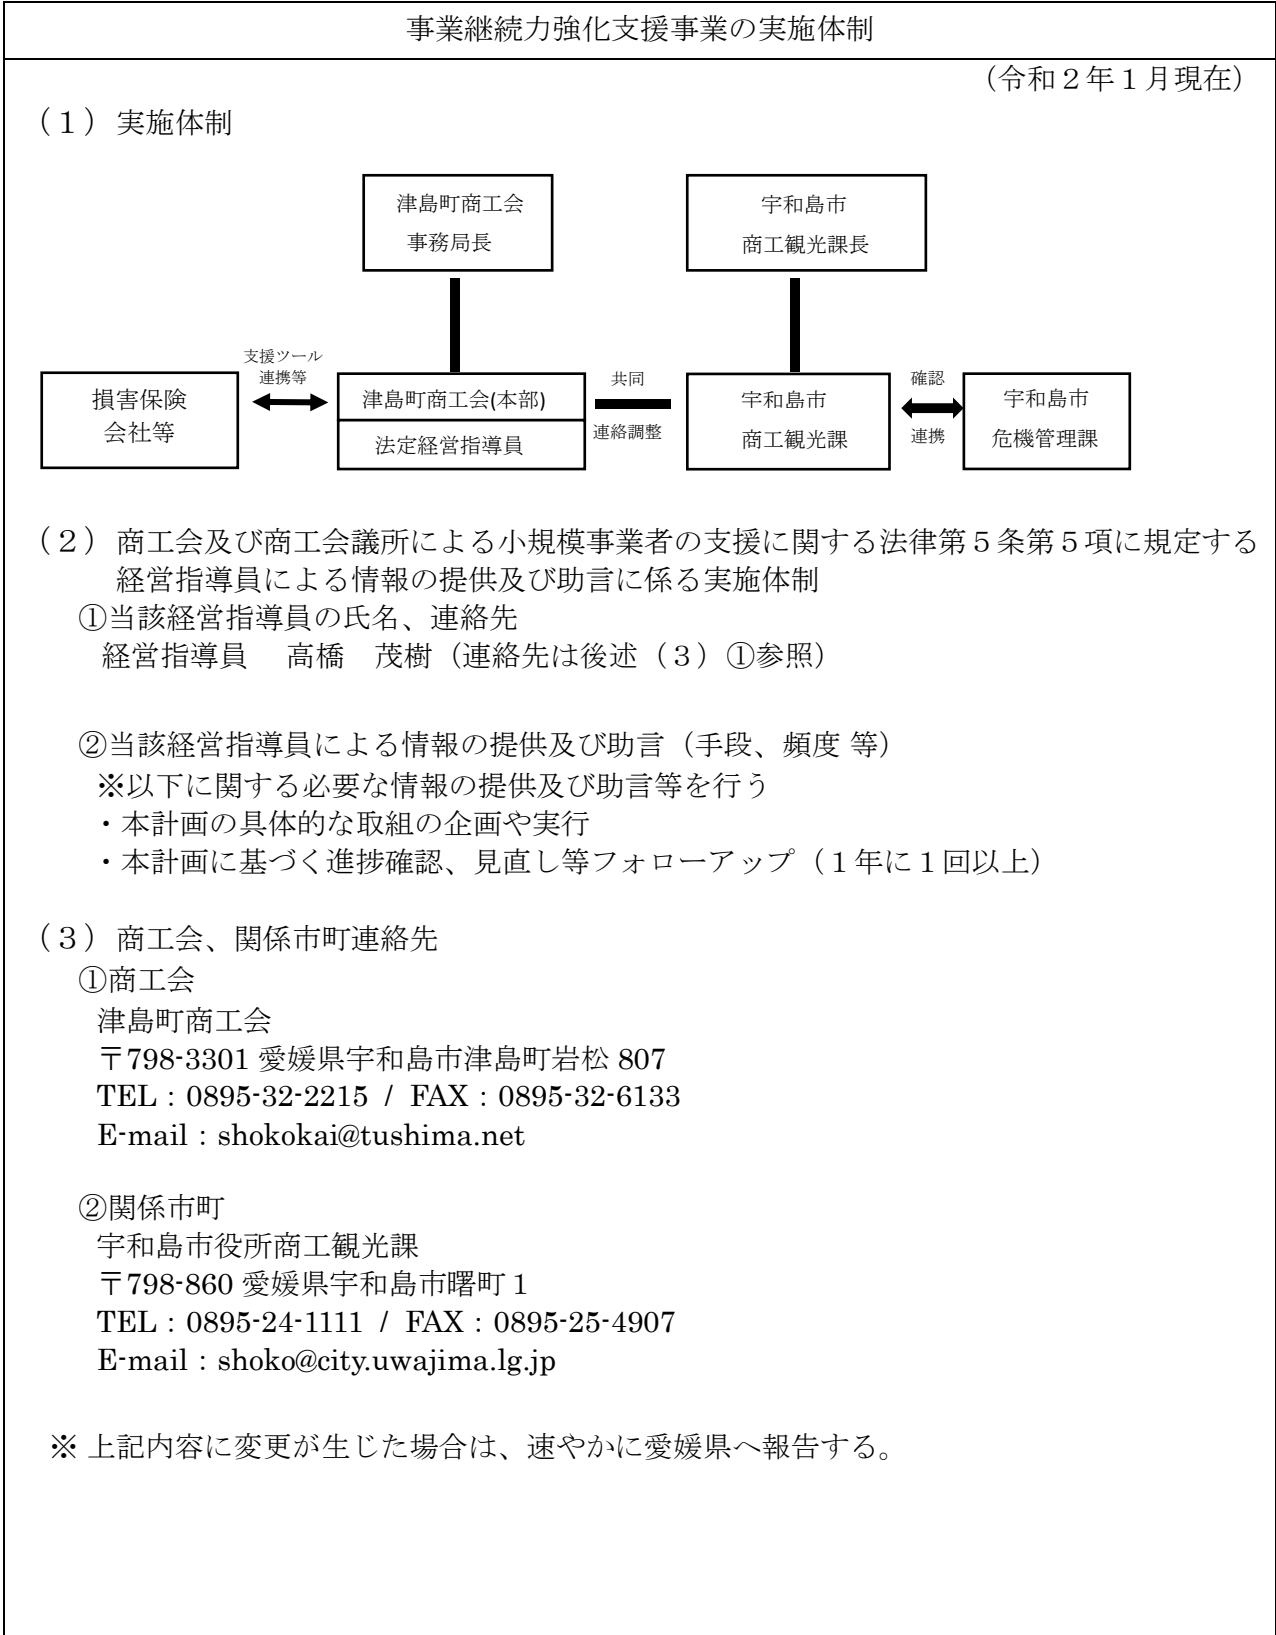 事業継続力強化支援事業の実施体制
（令和２年１月現在）
（１）実施体制
津島町商工会
事務局長
宇和島市
商工観光課長
支援ツール
連携等
損害保険
会社等
津島町商工会(本部)
法定経営指導員
共同
連絡調整
宇和島市
商工観光課
確認
連携
宇和島市
危機管理課
（２）商工会及び商工会議所による小規模事業者の支援に関する法律第５条第５項に規定する
経営指導員による情報の提供及び助言に係る実施体制
①当該経営指導員の氏名、連絡先
経営指導員　高橋　茂樹（連絡先は後述（３）①参照）
②当該経営指導員による情報の提供及び助言（手段、頻度 等）
※以下に関する必要な情報の提供及び助言等を行う
・本計画の具体的な取組の企画や実行
・本計画に基づく進捗確認、見直し等フォローアップ（１年に１回以上）
（３）商工会、関係市町連絡先
①商工会
津島町商工会
〒798-3301 愛媛県宇和島市津島町岩松 807
TEL：0895-32-2215 / FAX：0895-32-6133
E-mail：shokokai@tushima.net
②関係市町
宇和島市役所商工観光課
〒798-860 愛媛県宇和島市曙町１
TEL：0895-24-1111 / FAX：0895-25-4907
E-mail：shoko@city.uwajima.lg.jp
※ 上記内容に変更が生じた場合は、速やかに愛媛県へ報告する。